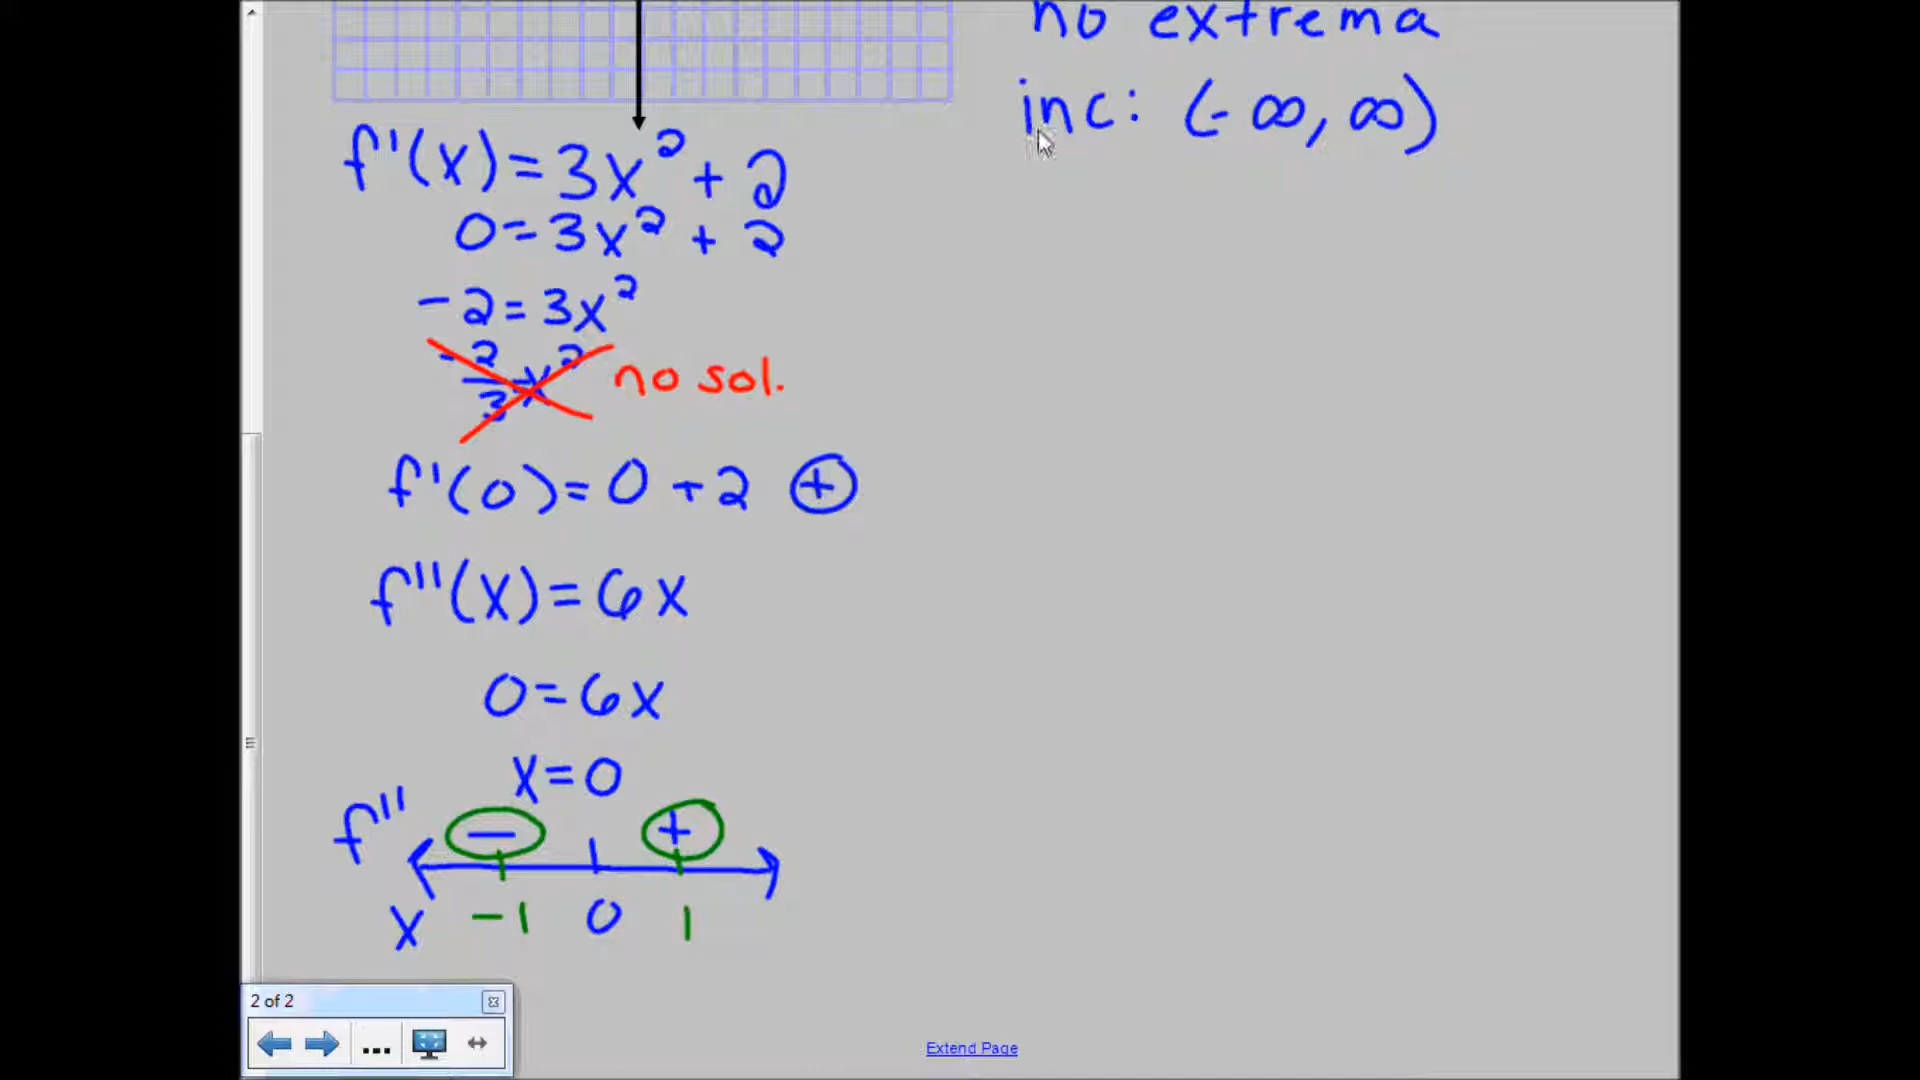 no extrema
inc: (-∞, ∞)
f'(x) = 3x² + 2
0 = 3x² + 2
-2 = 3x²
-2/3 = x² no sol.
f'(0) = 0 + 2 +
f''(x) = 6x
0 = 6x
x = 0
f'' − +
x -1 0 1
2 of 2
...
Extend Page